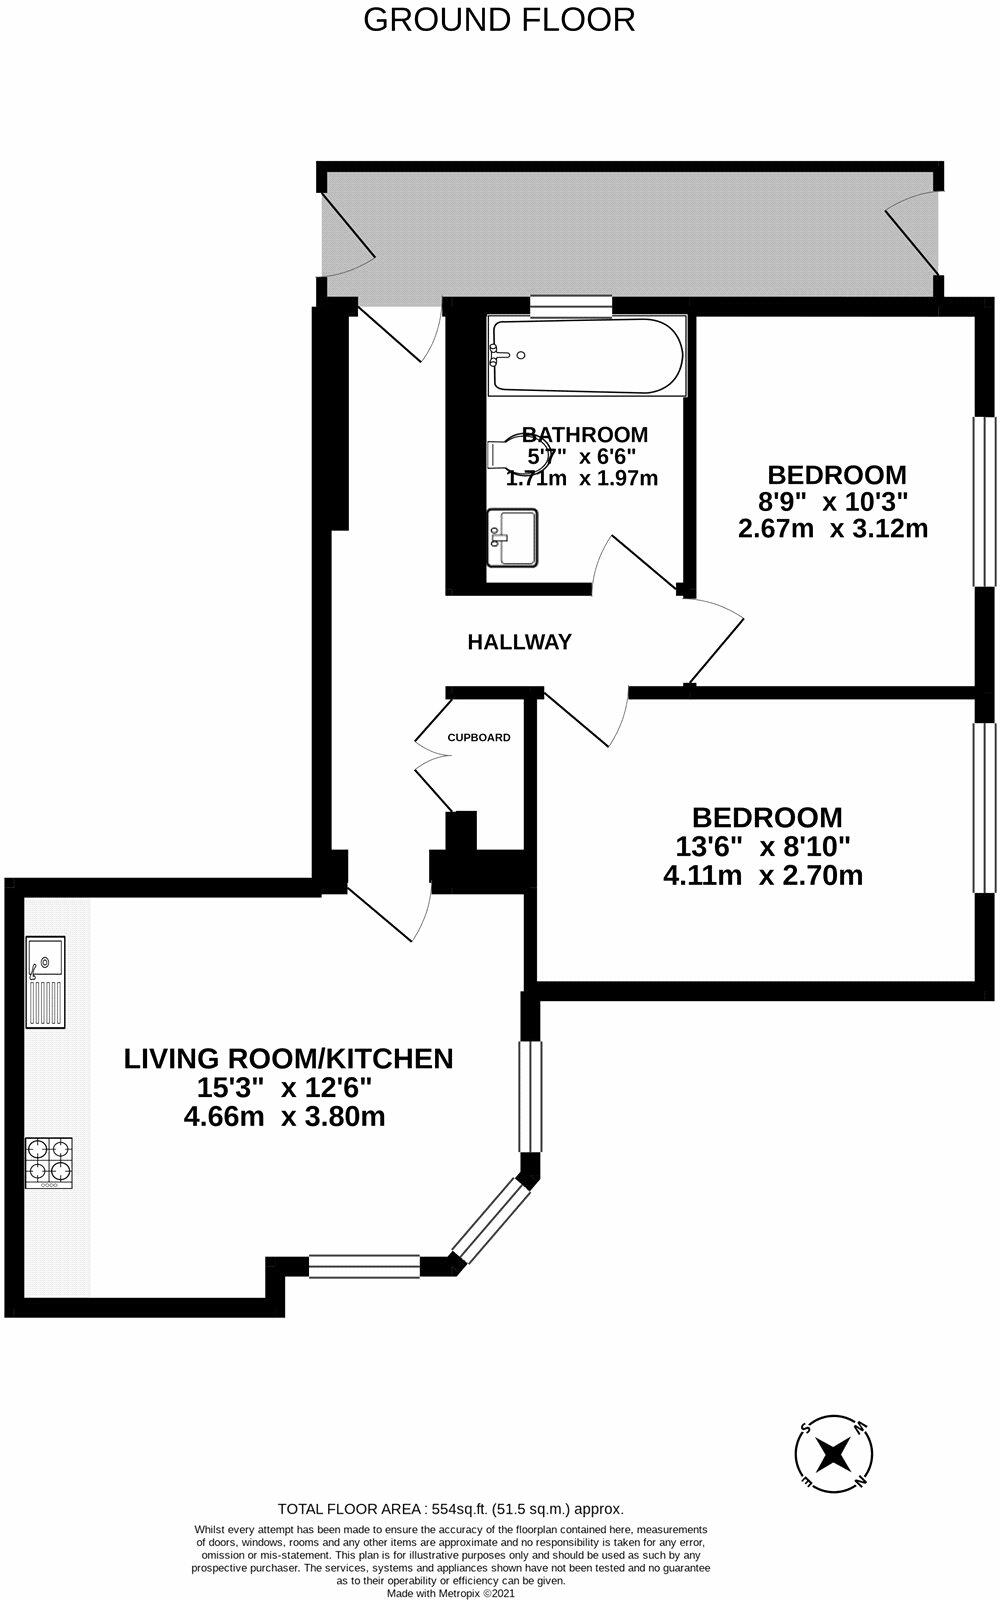 GROUND FLOOR
BATHROOM
5'7" x 6'6"
1.71m x 1.97m
BEDROOM
8'9" x 10'3"
2.67m x 3.12m
HALLWAY
CUPBOARD
BEDROOM
13'6" x 8'10"
4.11m x 2.70m
LIVING ROOM/KITCHEN
15'3" x 12'6"
4.66m x 3.80m
S W
E N
TOTAL FLOOR AREA : 554sq.ft. (51.5 sq.m.) approx.
Whilst every attempt has been made to ensure the accuracy of the floorplan contained here, measurements
of doors, windows, rooms and any other items are approximate and no responsibility is taken for any error,
omission or mis-statement. This plan is for illustrative purposes only and should be used as such by any
prospective purchaser. The services, systems and appliances shown have not been tested and no guarantee
as to their operability or efficiency can be given.
Made with Metropix ©2021